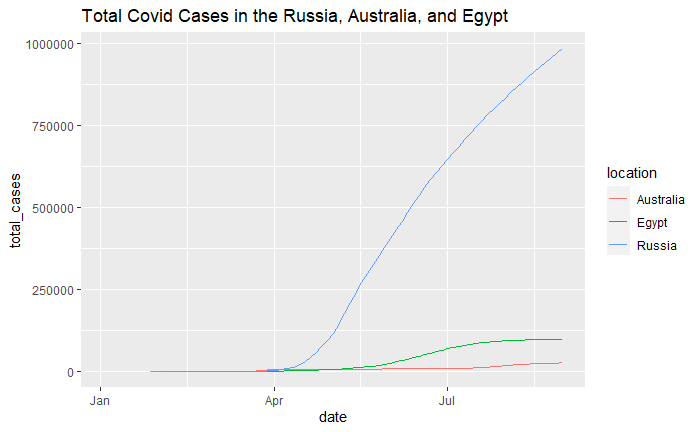 Total Covid Cases in the Russia, Australia, and Egypt
1000000
750000
500000
250000
0
total_cases
Jan
Apr
Jul
date
location
Australia
Egypt
Russia